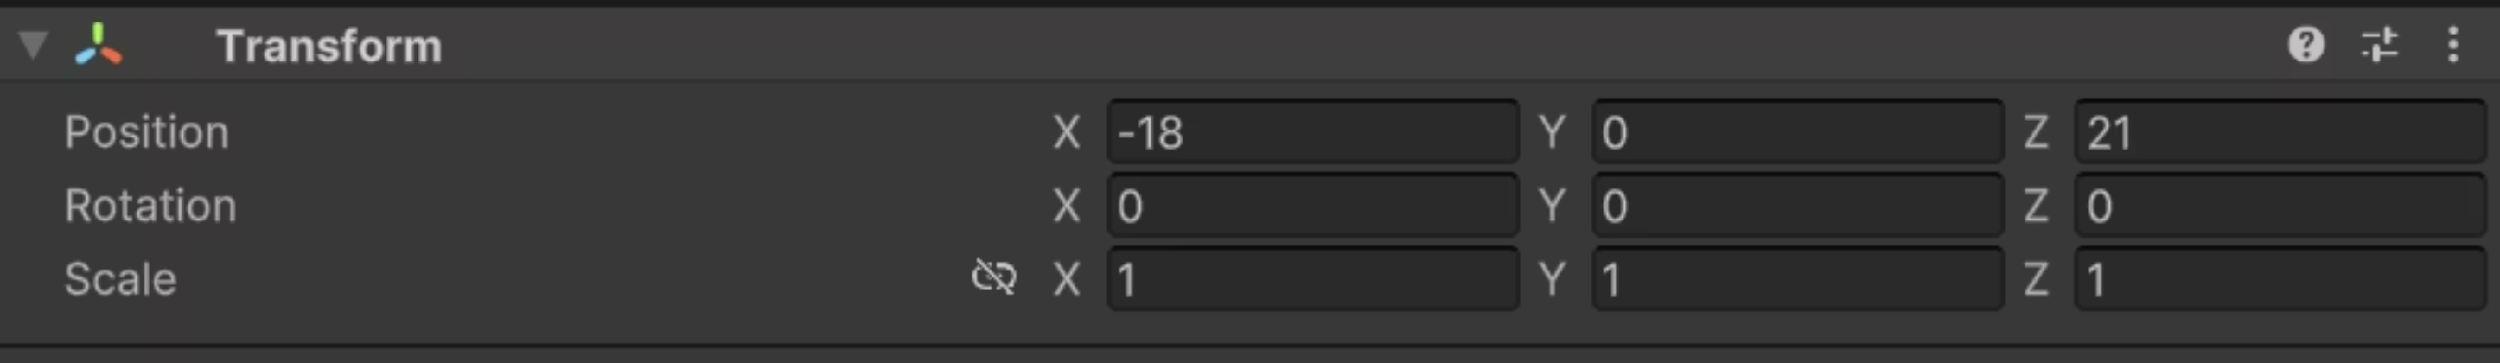 Transform
Position X -18 Y 0 Z 21
Rotation X 0 Y 0 Z 0
Scale X 1 Y 1 Z 1